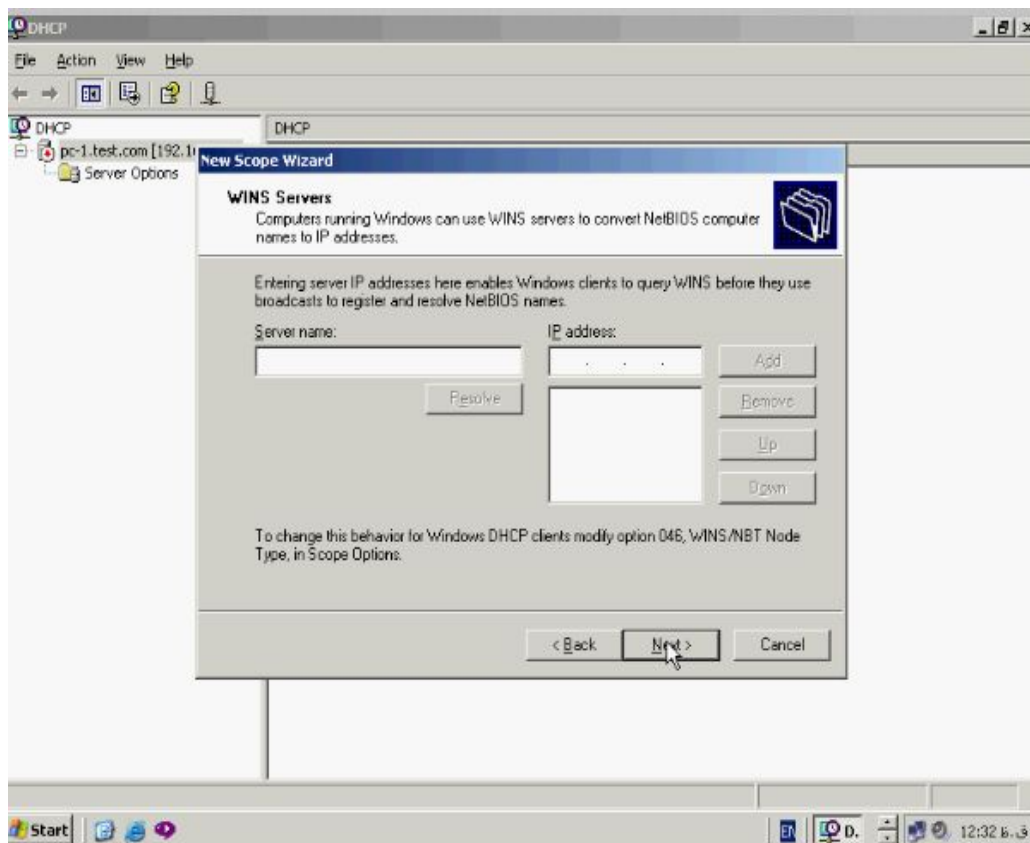 DHCP
File Action View Help
DHCP
pc-1.test.com [192.1
Server Options
DHCP
New Scope Wizard
WINS Servers
Computers running Windows can use WINS servers to convert NetBIOS computer
names to IP addresses.
Entering server IP addresses here enables Windows clients to query WINS before they use
broadcasts to register and resolve NetBIOS names.
Server name:
IP address:
Add
Resolve
Remove
Up
Down
To change this behavior for Windows DHCP clients modify option 046, WINS/NBT Node
Type, in Scope Options.
< Back
Next >
Cancel
Start
EN
D.
12:32 ق.ظ